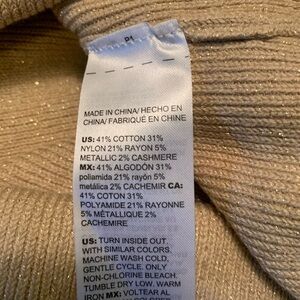 P1
MADE IN CHINA/ HECHO EN
CHINA/ FABRIQUÉ EN CHINE
US: 41% COTTON 31%
NYLON 21% RAYON 5%
METALLIC 2% CASHMERE
MX: 41% ALGODÓN 31%
poliamida 21% rayón 5%
metálica 2% CACHEMIR CA:
41% COTON 31%
POLYAMIDE 21% RAYONNE
5% MÉTALLIQUE 2%
CASHMIRE
US: TURN INSIDE OUT.
WITH SIMILAR COLORS.
MACHINE WASH COLD.
GENTLE CYCLE. ONLY
NON-CHLORINE BLEACH.
TUMBLE DRY LOW. WARM
IRON MX: VOLTEAR AL